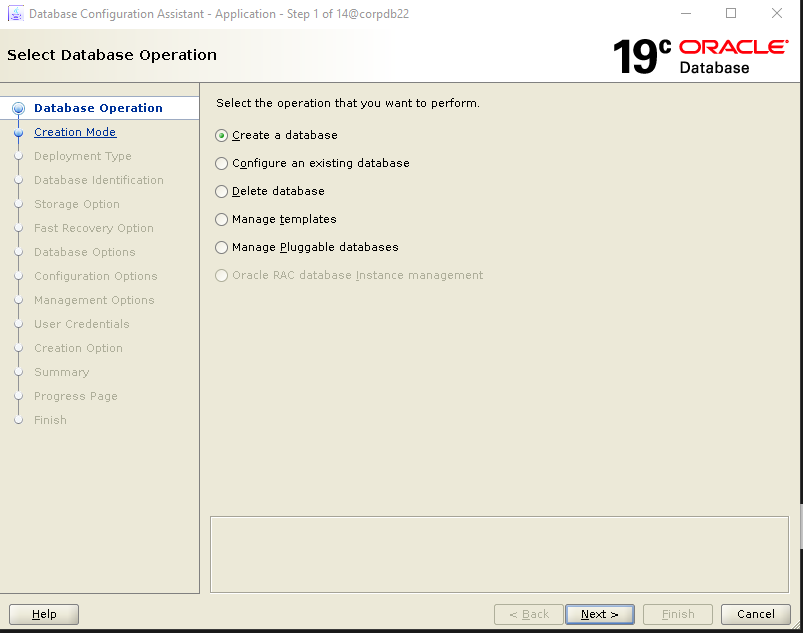 Database Configuration Assistant - Application - Step 1 of 14@corpdb22
Select Database Operation
19c ORACLE Database
Database Operation
Creation Mode
Deployment Type
Database Identification
Storage Option
Fast Recovery Option
Database Options
Configuration Options
Management Options
User Credentials
Creation Option
Summary
Progress Page
Finish
Select the operation that you want to perform.
Create a database
Configure an existing database
Delete database
Manage templates
Manage Pluggable databases
Oracle RAC database Instance management
Help
< Back
Next >
Finish
Cancel